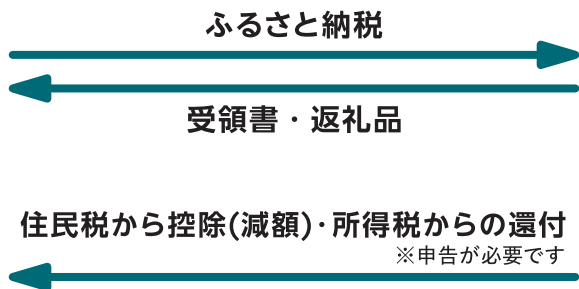 ふるさと納税
受領書・返礼品
住民税から控除(減額)・所得税からの還付
※申告が必要です